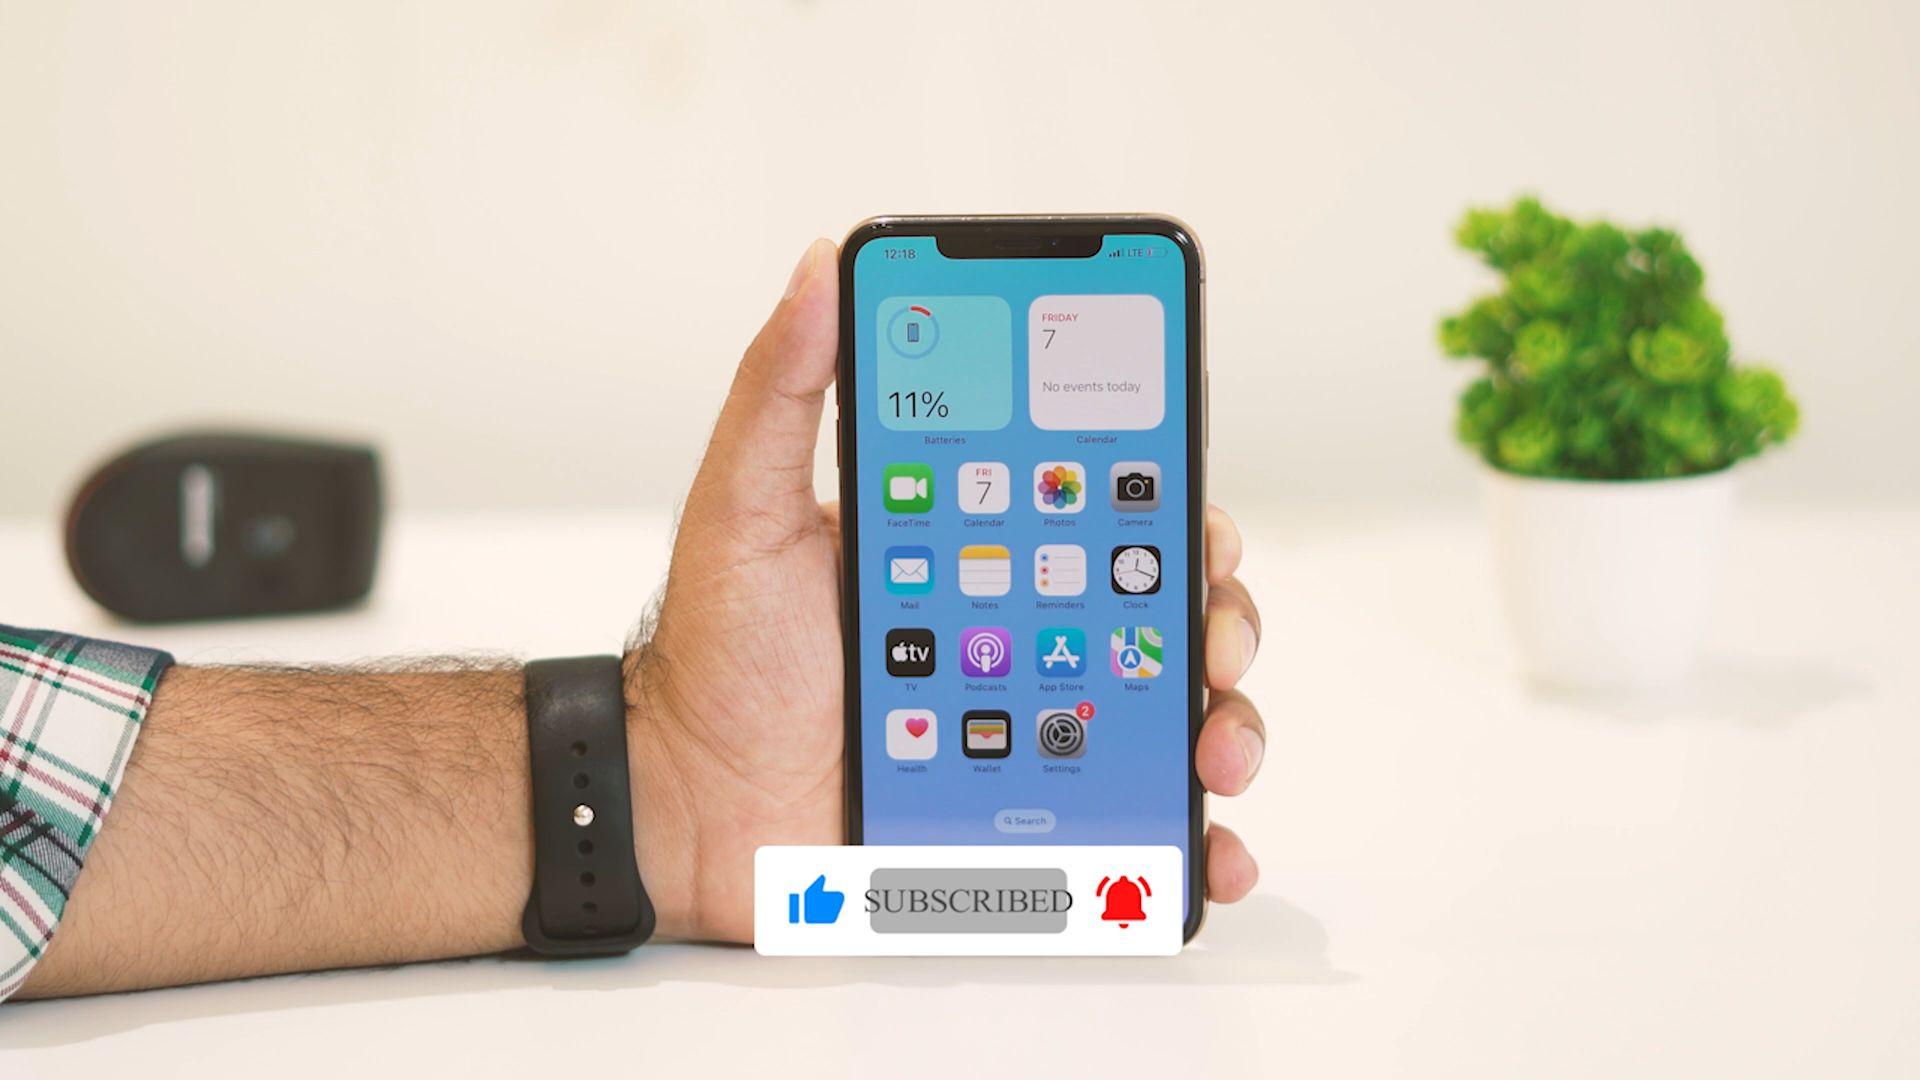 12:18
LTE
11%
Batteries
FRIDAY
7
No events today
Calendar
FaceTime
FRI
7
Calendar
Photos
Camera
Mail
Notes
Reminders
Clock
tv
TV
Podcasts
App Store
Maps
Health
Wallet
2
Settings
Search
SUBSCRIBED